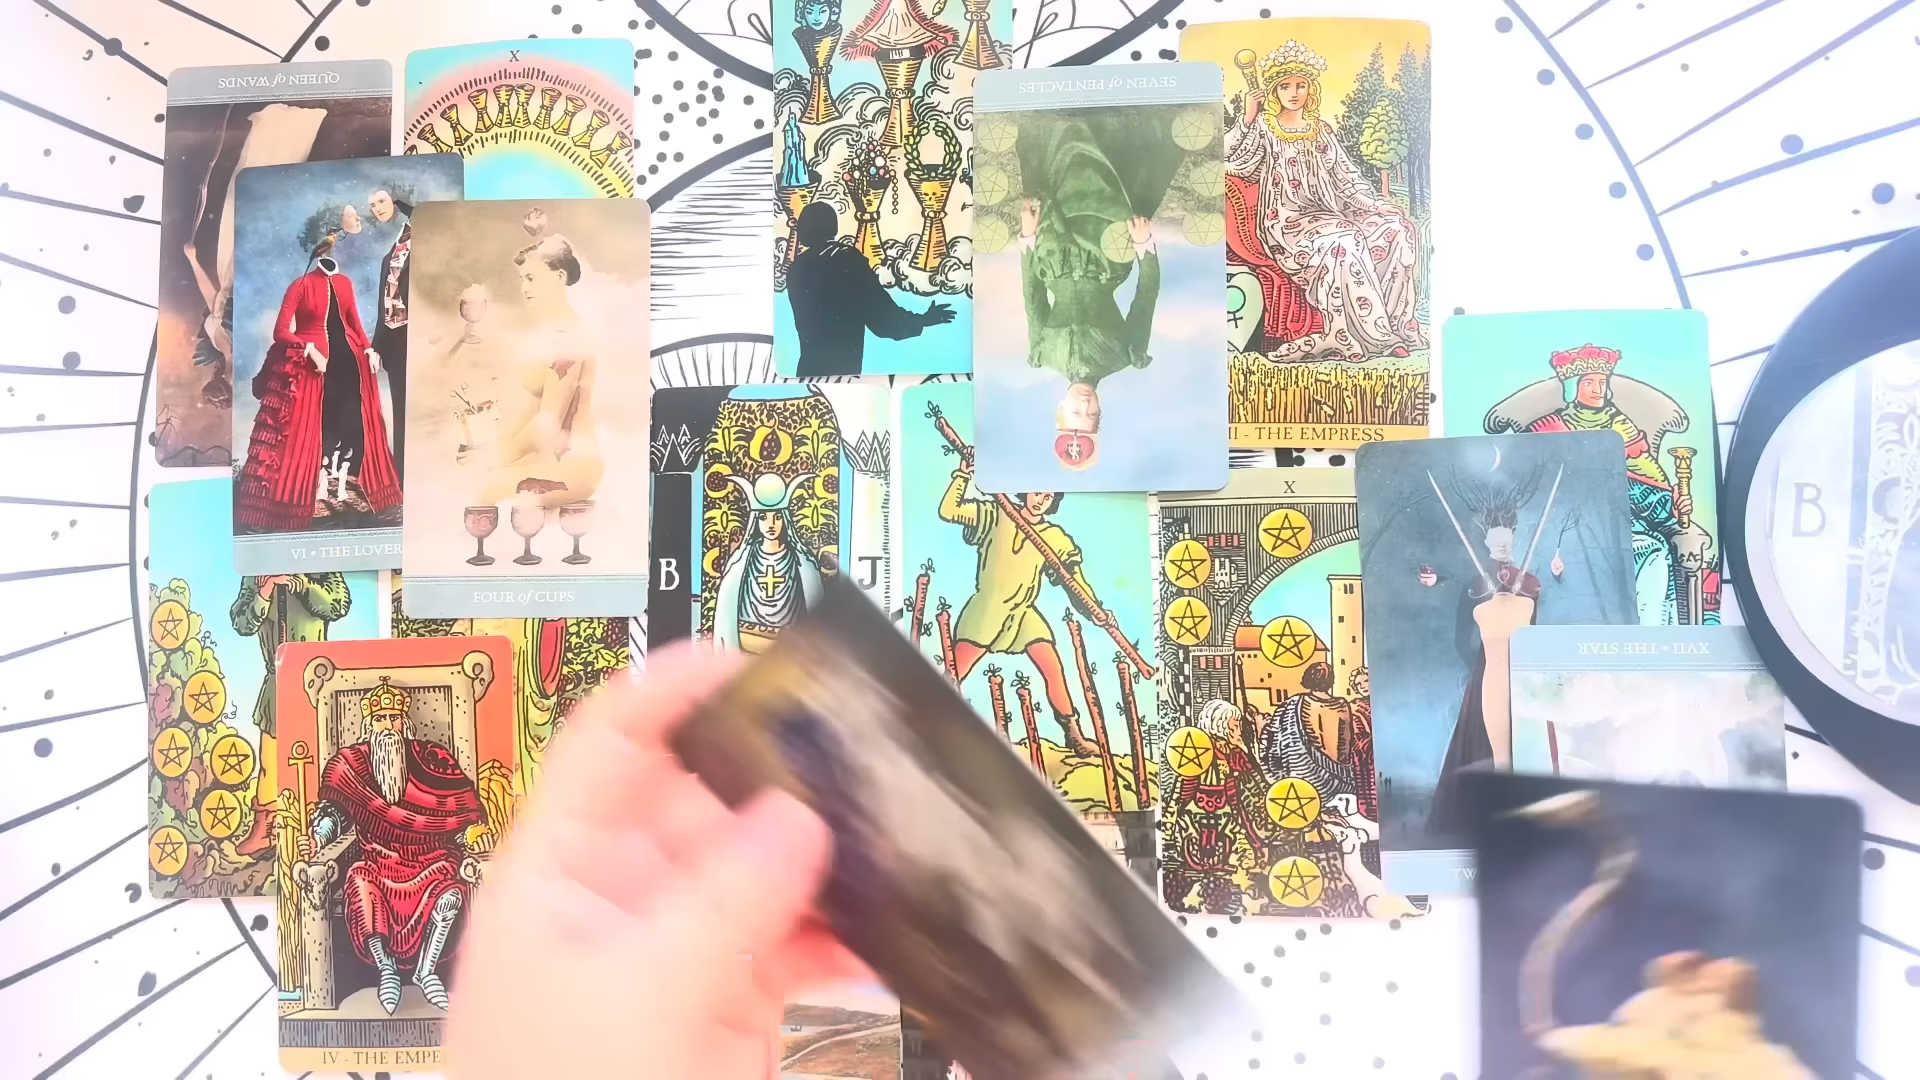 QUEEN of WANDS
X
SEVEN of PENTACLES
VI • THE LOVER
FOUR of CUPS
B
J
II - THE EMPRESS
X
B
XVII • THE STAR
TW
IV - THE EMPE